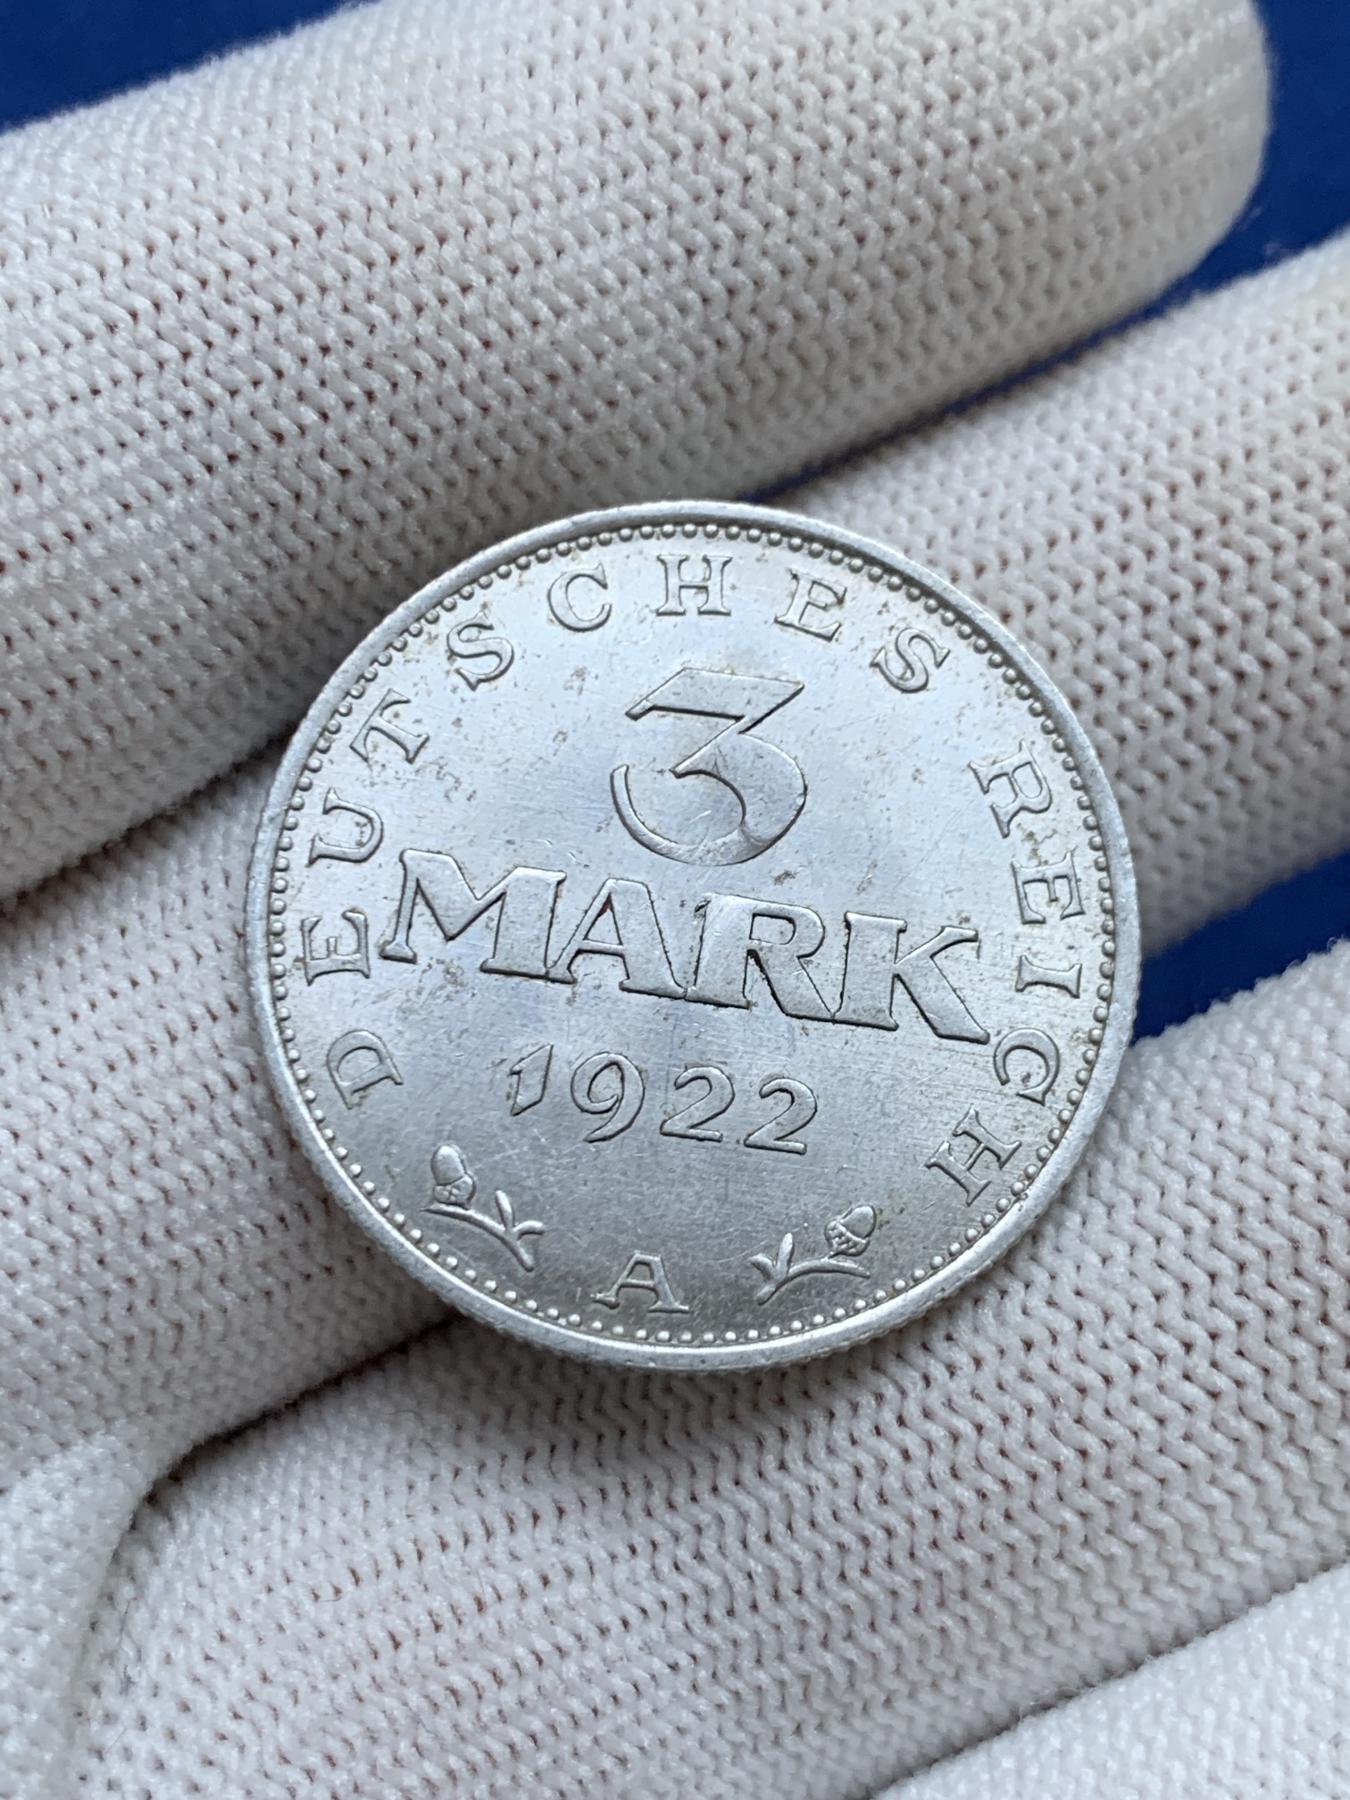 DEUTSCHES REICH
3
MARK
1922
A